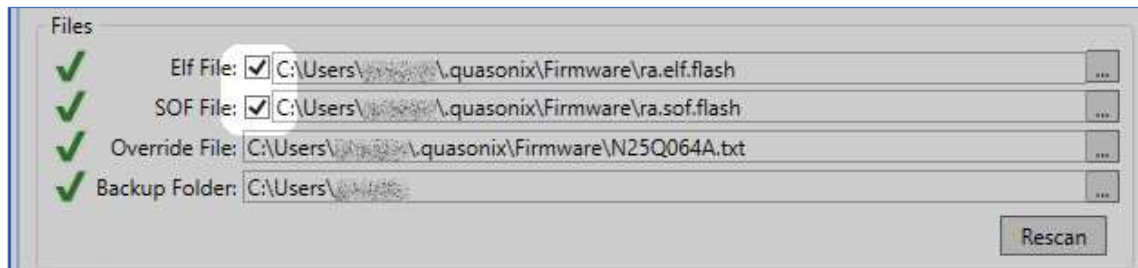 Files
Elf File: C:\Users\ \.quasonix\Firmware\ra.elf.flash ...
SOF File: C:\Users\ \.quasonix\Firmware\ra.sof.flash ...
Override File: C:\Users\ \.quasonix\Firmware\N25Q064A.txt ...
Backup Folder: C:\Users\ ...
Rescan